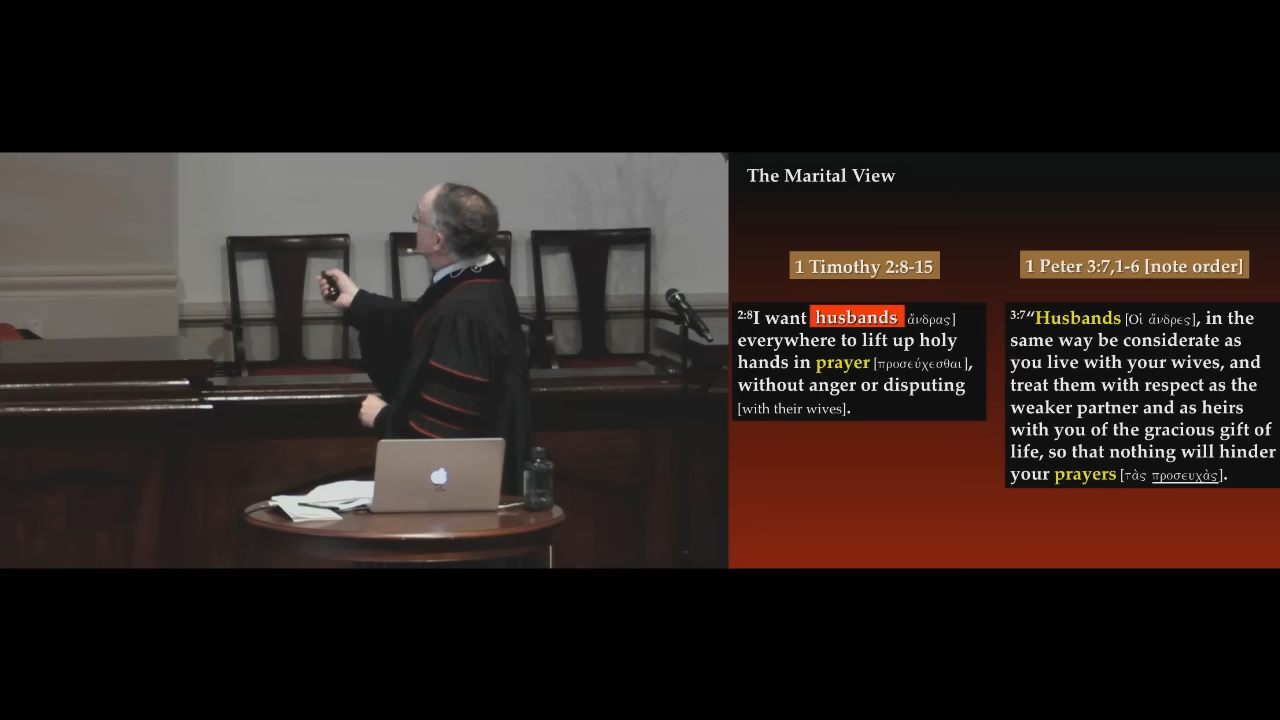 The Marital View
1 Timothy 2:8-15
2:8I want husbands ἄνδρας]
everywhere to lift up holy
hands in prayer [προσεύχεσθαι],
without anger or disputing
[with their wives].
1 Peter 3:7,1-6 [note order]
3:7“Husbands [Οἱ ἄνδρες], in the
same way be considerate as
you live with your wives, and
treat them with respect as the
weaker partner and as heirs
with you of the gracious gift of
life, so that nothing will hinder
your prayers [τὰς προσευχὰς].